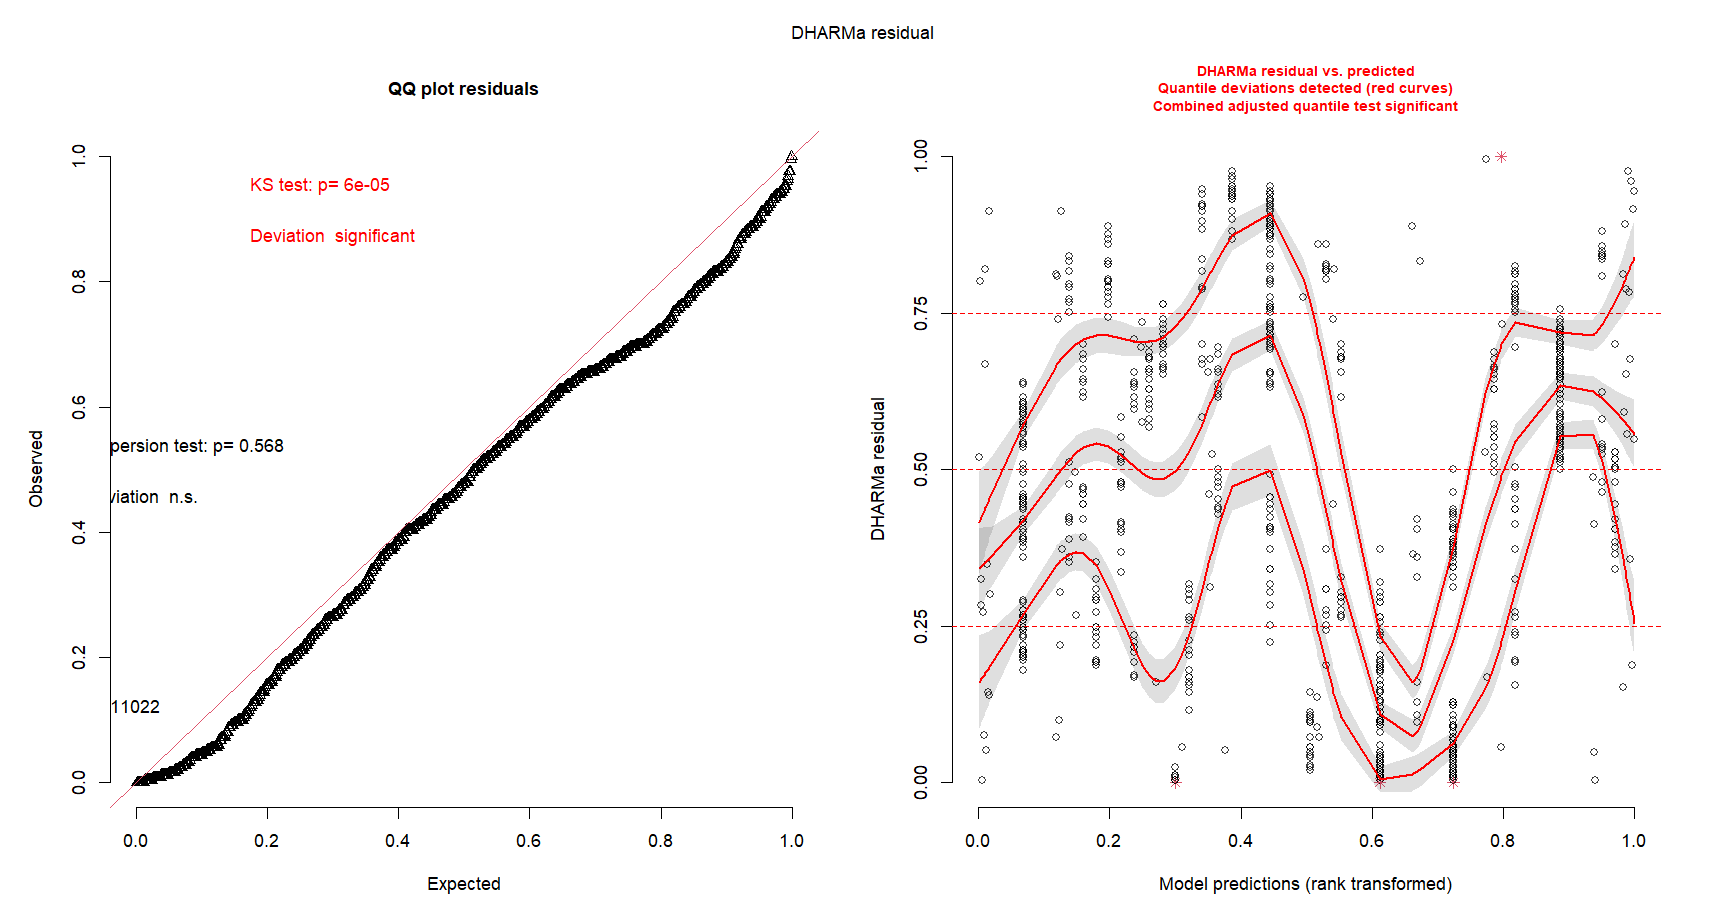 DHARMa residual
QQ plot residuals
KS test: p= 6e-05
Deviation  significant
persion test: p= 0.568
viation  n.s.
11022
Observed
0.0 0.2 0.4 0.6 0.8 1.0
0.0 0.2 0.4 0.6 0.8 1.0
Expected
DHARMa residual vs. predicted
Quantile deviations detected (red curves)
Combined adjusted quantile test significant
DHARMa residual
0.00 0.25 0.50 0.75 1.00
0.0 0.2 0.4 0.6 0.8 1.0
Model predictions (rank transformed)